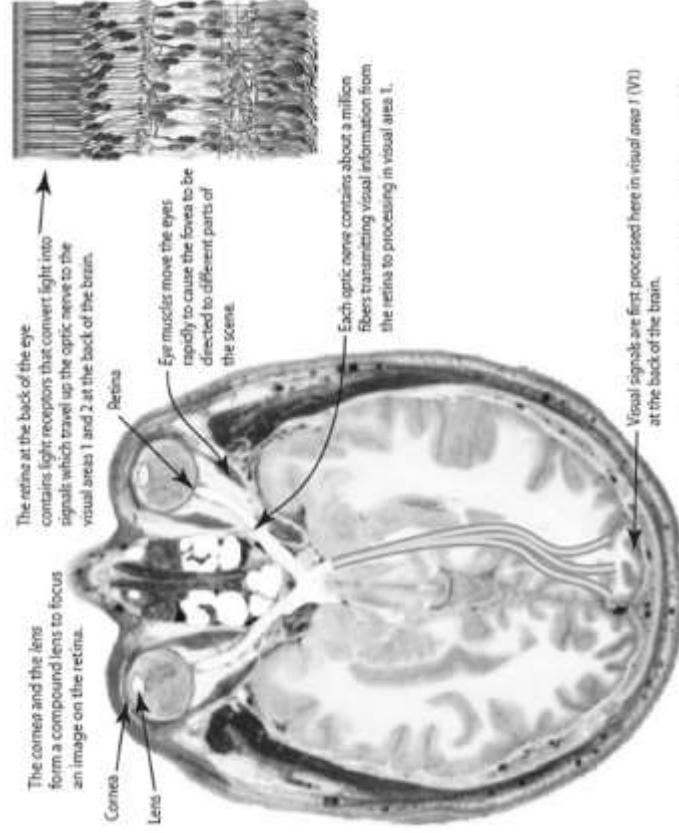 The retina at the back of the eye
contains light receptors that convert light into
signals which travel up the optic nerve to the
visual areas 1 and 2 at the back of the brain.
The cornea and the lens
form a compound lens to focus
an image on the retina.
Cornea
Lens
Retina
Eye muscles move the eyes
rapidly to cause the fovea to be
directed to different parts of
the scene.
Each optic nerve contains about a million
fibers transmitting visual information from
the retina to processing in visual area 1.
Visual signals are first processed here in visual area 1 (V1)
at the back of the brain.